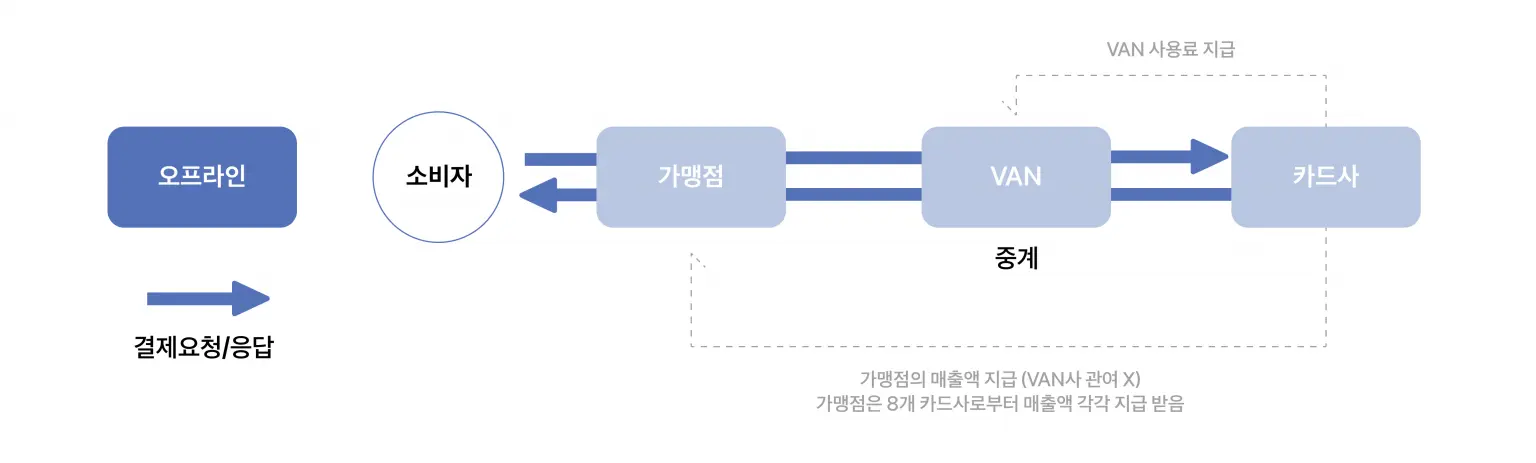 VAN 사용료 지급
오프라인
소비자
가맹점
VAN
카드사
중계
결제요청/응답
가맹점의 매출액 지급 (VAN사 관여 X)
가맹점은 8개 카드사로부터 매출액 각각 지급 받음